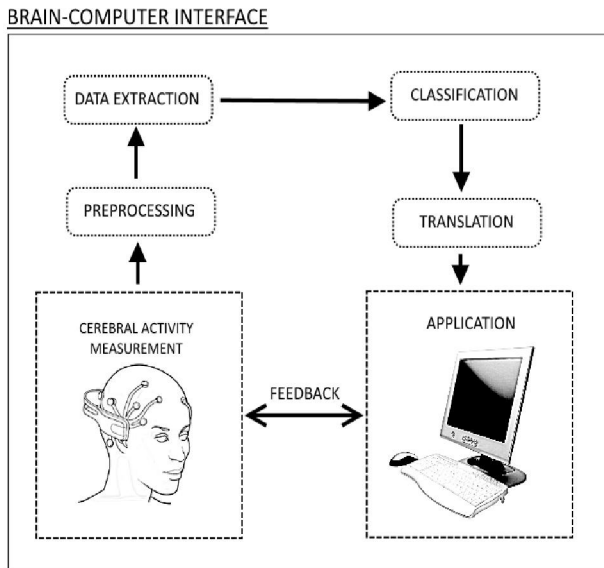 BRAIN-COMPUTER INTERFACE
DATA EXTRACTION
CLASSIFICATION
PREPROCESSING
TRANSLATION
CEREBRAL ACTIVITY
MEASUREMENT
APPLICATION
FEEDBACK